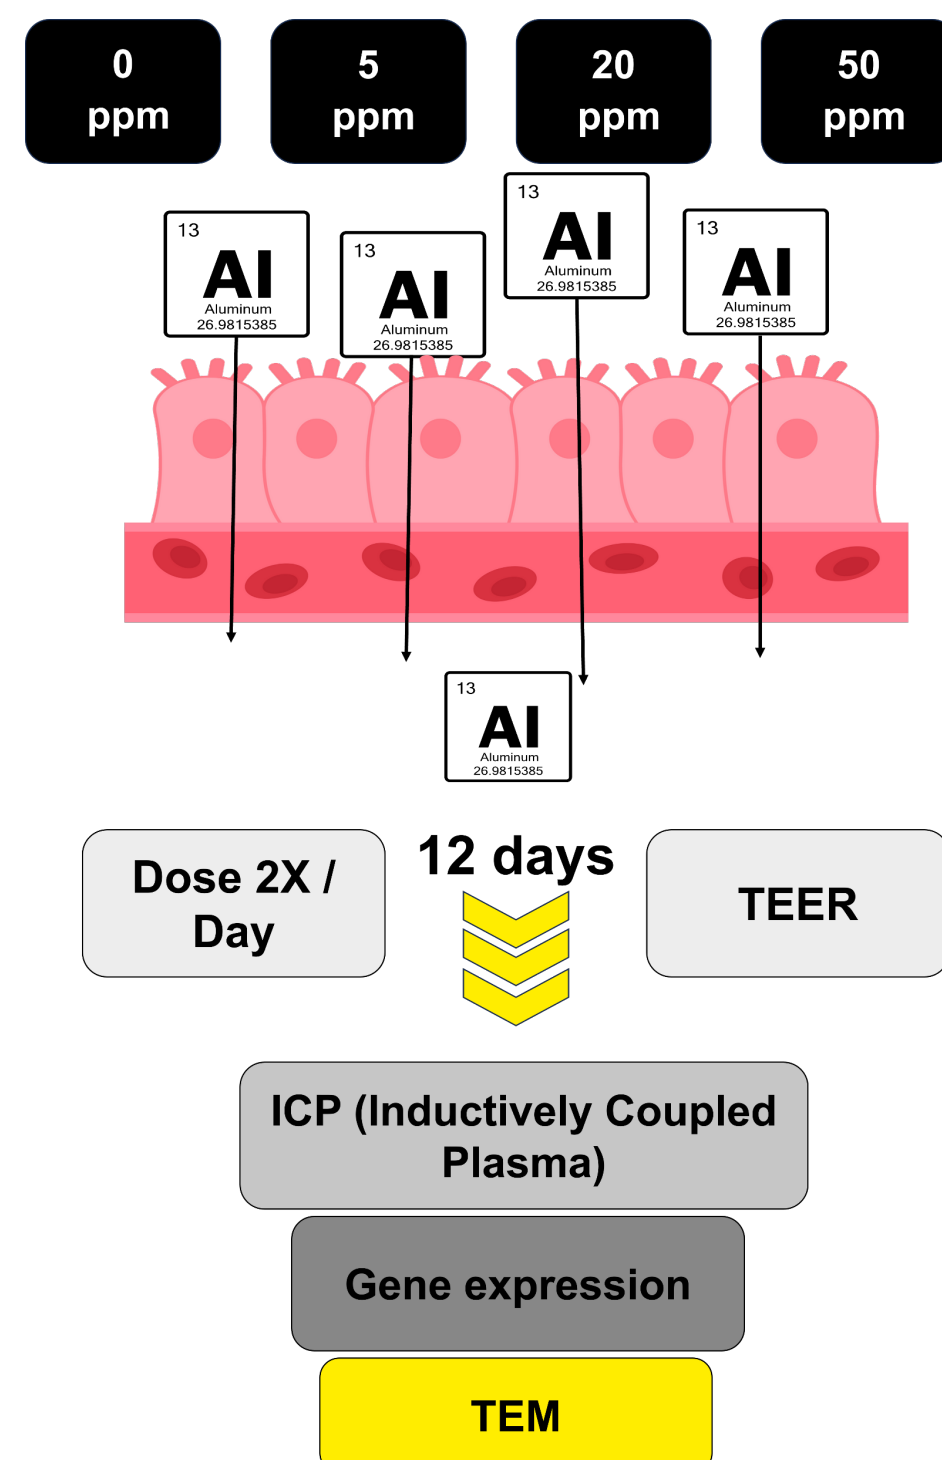 0
ppm
5
ppm
20
ppm
50
ppm
13
Al
Aluminum
26.9815385
13
Al
Aluminum
26.9815385
13
Al
Aluminum
26.9815385
13
Al
Aluminum
26.9815385
13
Al
Aluminum
26.9815385
Dose 2X /
Day
12 days
TEER
ICP (Inductively Coupled
Plasma)
Gene expression
TEM